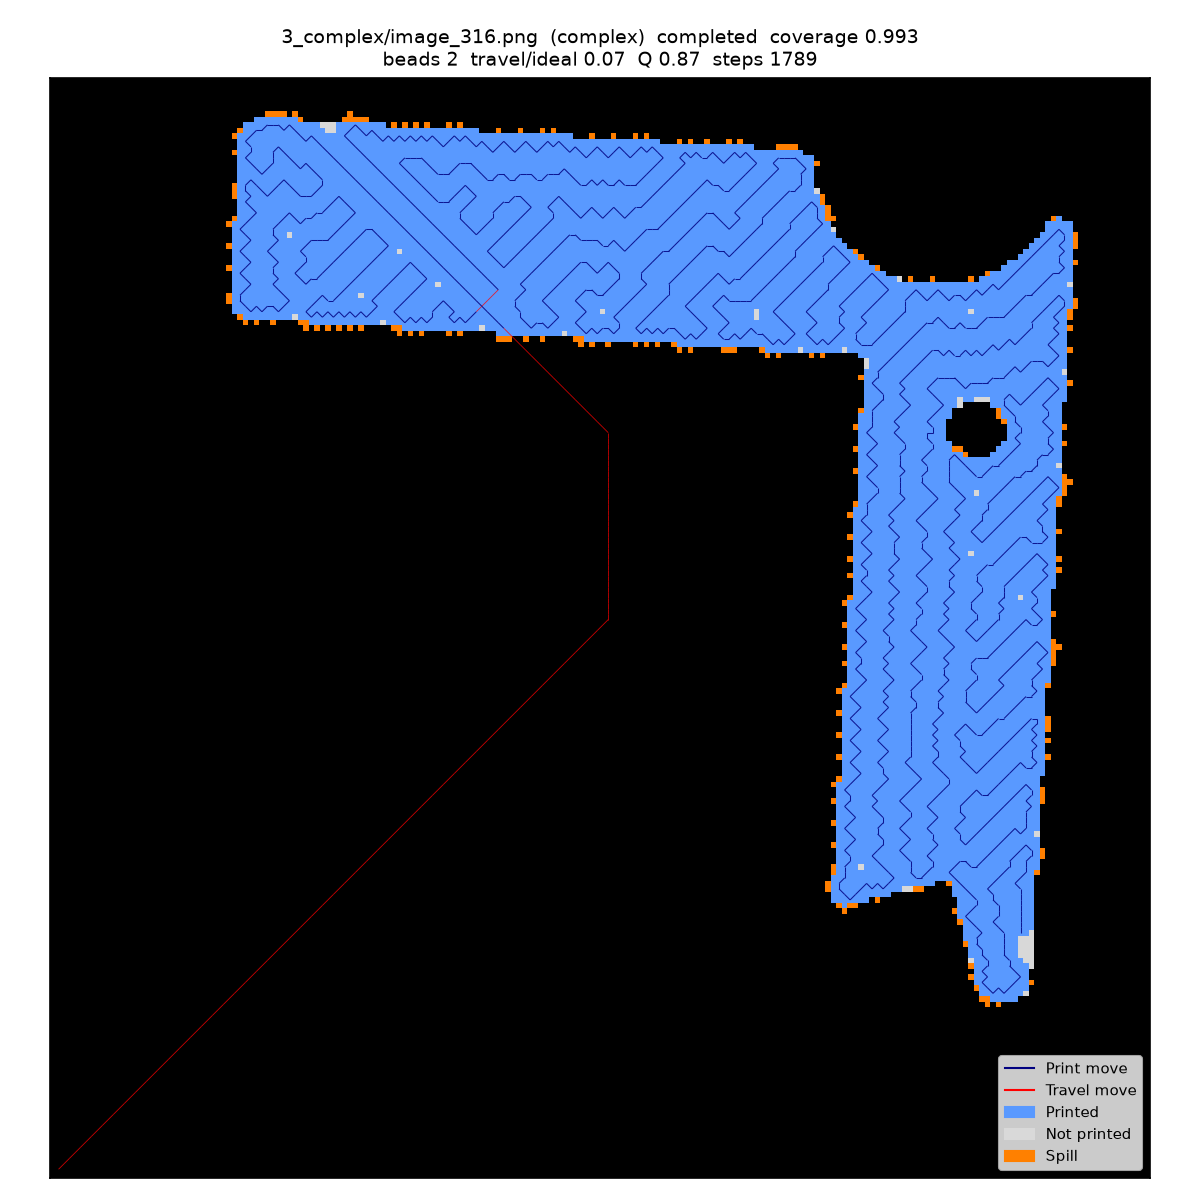 3_complex/image_316.png  (complex)  completed  coverage 0.993
beads 2  travel/ideal 0.07  Q 0.87  steps 1789
Print move
Travel move
Printed
Not printed
Spill